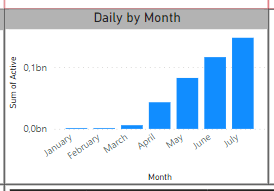 Daily by Month
Sum of Active
0,1bn
0,0bn
January
February
March
April
May
June
July
Month